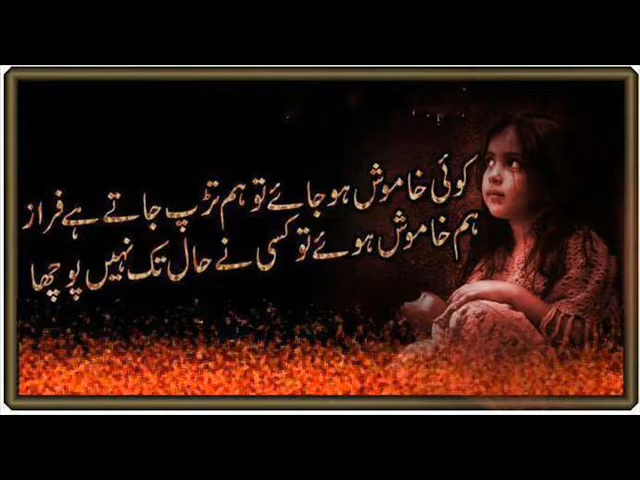 کوئی خاموش ہو جائے تو ہم تڑپ جاتے ہے فراز
ہم خاموش ہوئے تو کسی نے حال تک نہیں پوچھا